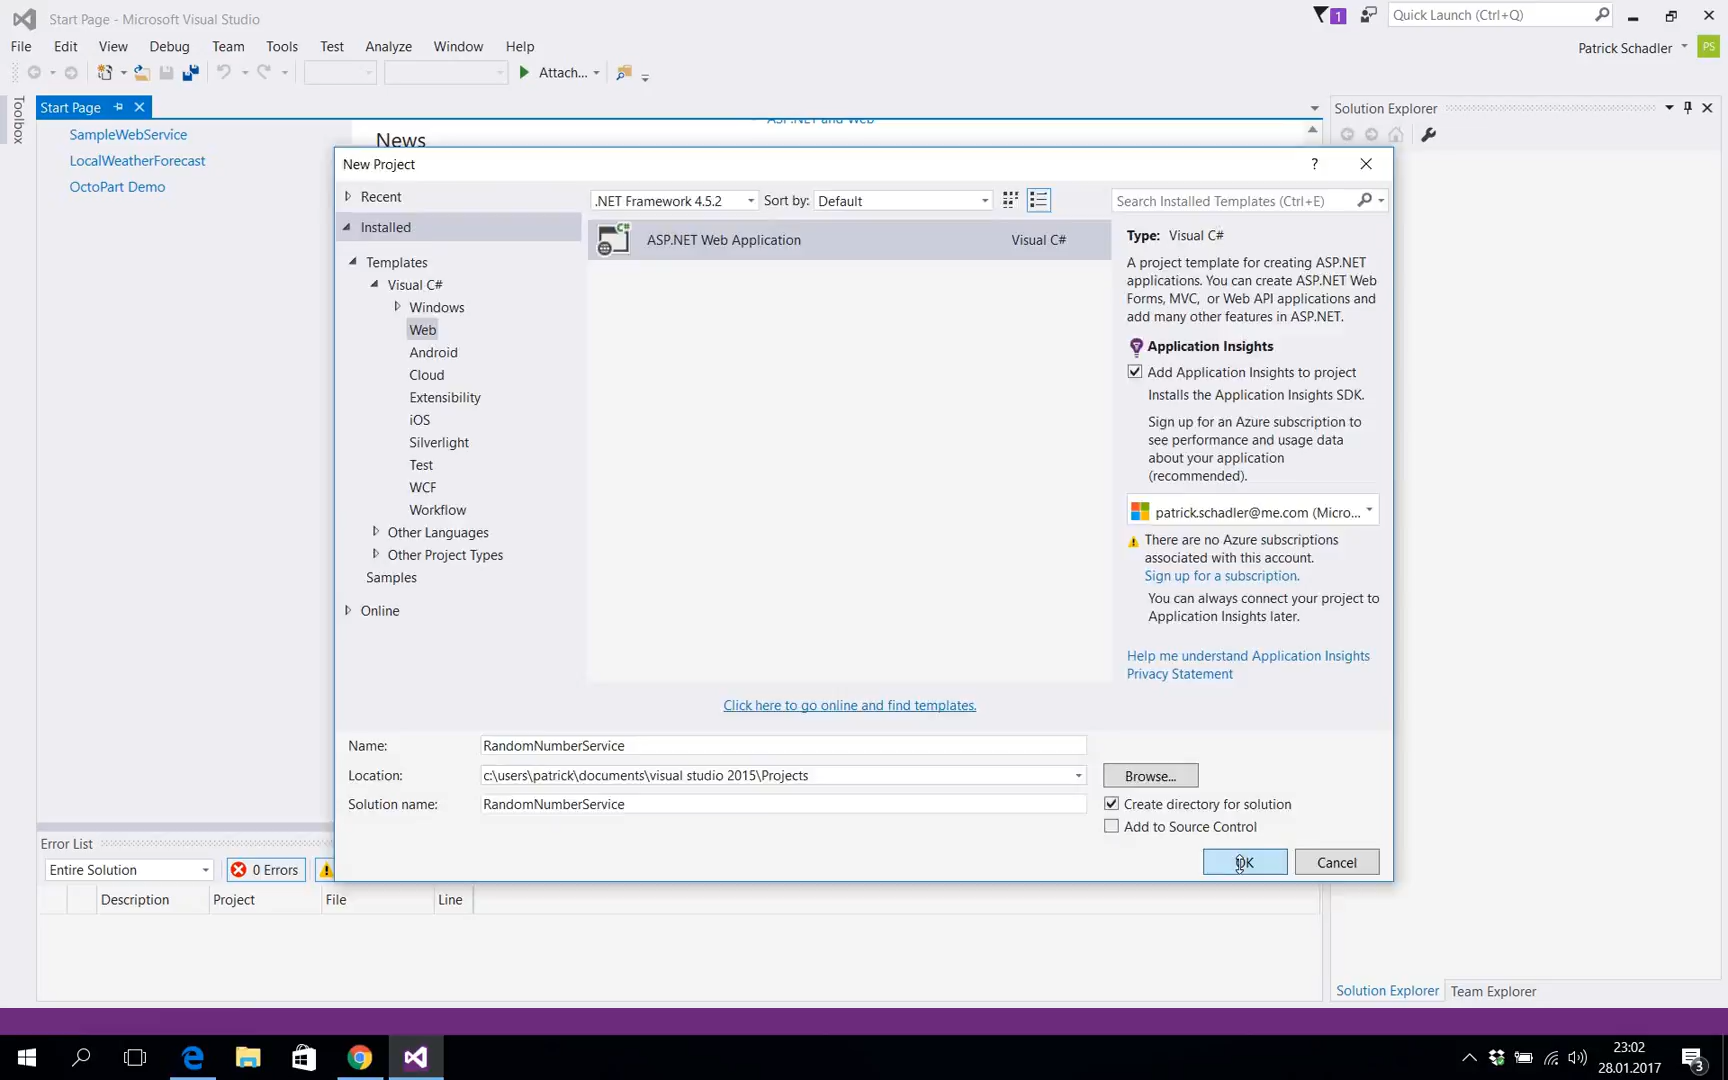 Start Page - Microsoft Visual Studio
1
Quick Launch (Ctrl+Q)
File Edit View Debug Team Tools Test Analyze Window Help
Patrick Schadler PS
Attach...
Toolbox
Start Page
Solution Explorer
SampleWebService
LocalWeatherForecast
OctoPart Demo
ASP.NET and Web
News
New Project
?
Recent
.NET Framework 4.5.2
Sort by: Default
Search Installed Templates (Ctrl+E)
Installed
Templates
Visual C#
Windows
Web
Android
Cloud
Extensibility
iOS
Silverlight
Test
WCF
Workflow
Other Languages
Other Project Types
Samples
Online
ASP.NET Web Application Visual C#
Type: Visual C#
A project template for creating ASP.NET
applications. You can create ASP.NET Web
Forms, MVC, or Web API applications and
add many other features in ASP.NET.
Application Insights
Add Application Insights to project
Installs the Application Insights SDK.
Sign up for an Azure subscription to
see performance and usage data
about your application
(recommended).
patrick.schadler@me.com (Micro...
There are no Azure subscriptions
associated with this account.
Sign up for a subscription.
You can always connect your project to
Application Insights later.
Help me understand Application Insights
Privacy Statement
Click here to go online and find templates.
Name: RandomNumberService
Location: c:\users\patrick\documents\visual studio 2015\Projects
Browse...
Solution name: RandomNumberService
Create directory for solution
Add to Source Control
OK
Cancel
Error List
Entire Solution
0 Errors
Description Project File Line
Solution Explorer Team Explorer
23:02
28.01.2017
3